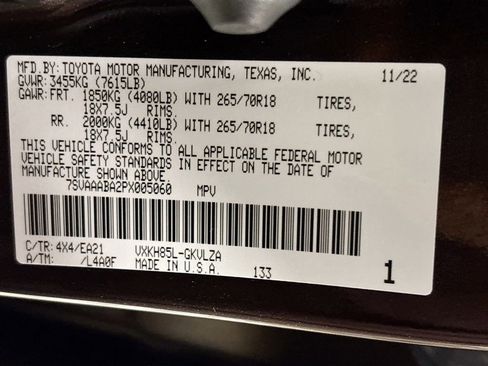 MFD.BY: TOYOTA MOTOR MANUFACTURING, TEXAS, INC. 11/22
GVWR: 3455KG (7615LB)
GAWR: FRT. 1850KG (4080LB) WITH 265/70R18 TIRES,
18X7.5J RIMS.
RR. 2000KG (4410LB) WITH 265/70R18 TIRES,
18X7.5J RIMS.
THIS VEHICLE CONFORMS TO ALL APPLICABLE FEDERAL MOTOR
VEHICLE SAFETY STANDARDS IN EFFECT ON THE DATE OF
MANUFACTURE SHOWN ABOVE.
7SVAAABA2PX005060 MPV
C/TR: 4X4/EA21 VXKH85L-GKVLZA
A/TM: /L4A0F MADE IN U.S.A. 133 1